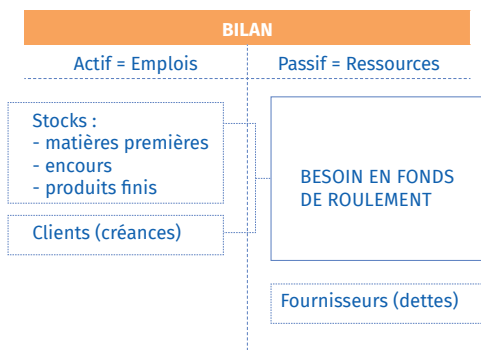 BILAN
Actif = Emplois
Passif = Ressources
Stocks :
- matières premières
- encours
- produits finis
Clients (créances)
BESOIN EN FONDS
DE ROULEMENT
Fournisseurs (dettes)